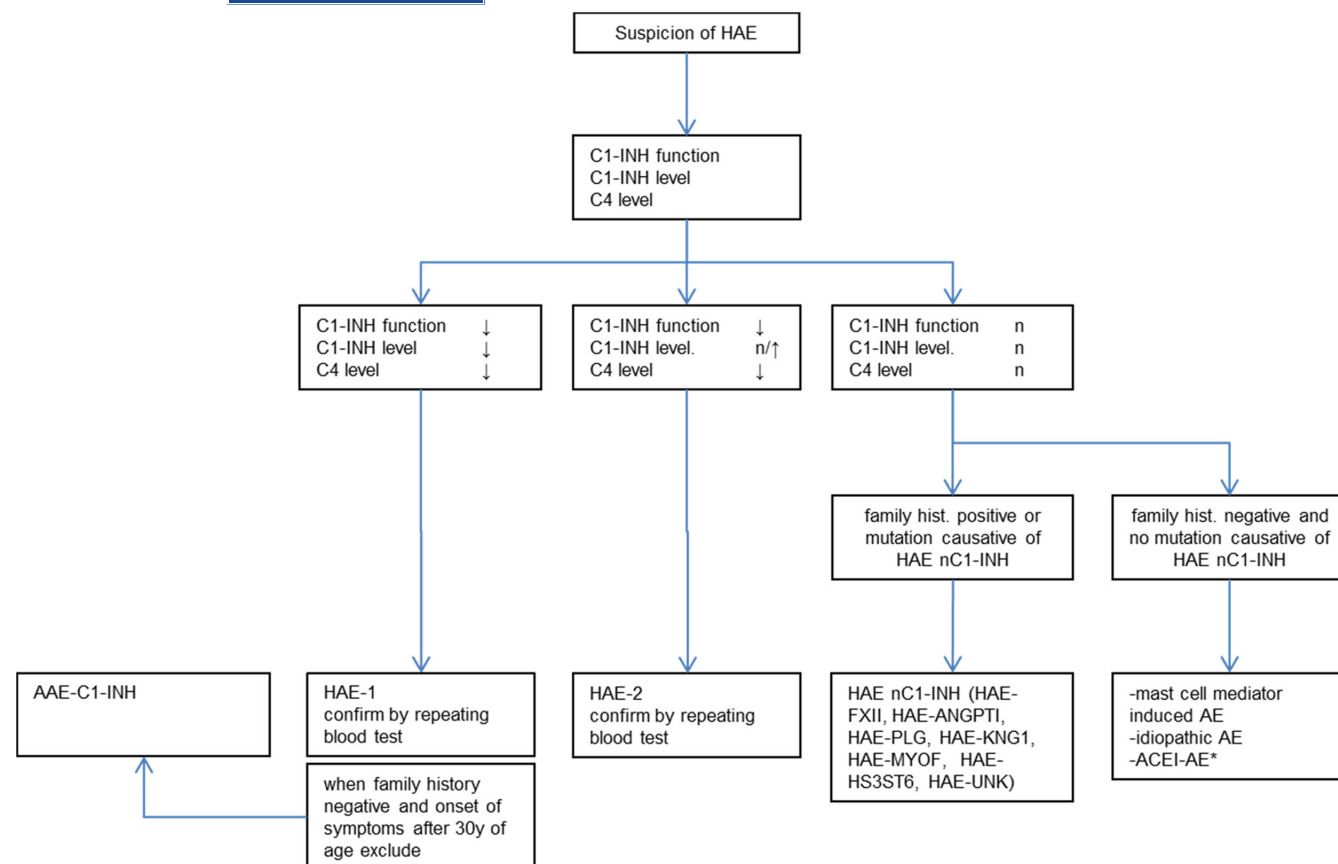 Suspicion of HAE
C1-INH function
C1-INH level
C4 level
C1-INH function ↓
C1-INH level ↓
C4 level ↓
C1-INH function ↓
C1-INH level. n/↑
C4 level ↓
C1-INH function n
C1-INH level. n
C4 level n
family hist. positive or
mutation causative of
HAE nC1-INH
family hist. negative and
no mutation causative of
HAE nC1-INH
AAE-C1-INH
HAE-1
confirm by repeating
blood test
when family history
negative and onset of
symptoms after 30y of
age exclude
HAE-2
confirm by repeating
blood test
HAE nC1-INH (HAE-
FXII, HAE-ANGPTI,
HAE-PLG, HAE-KNG1,
HAE-MYOF, HAE-
HS3ST6, HAE-UNK)
-mast cell mediator
induced AE
-idiopathic AE
-ACEI-AE*